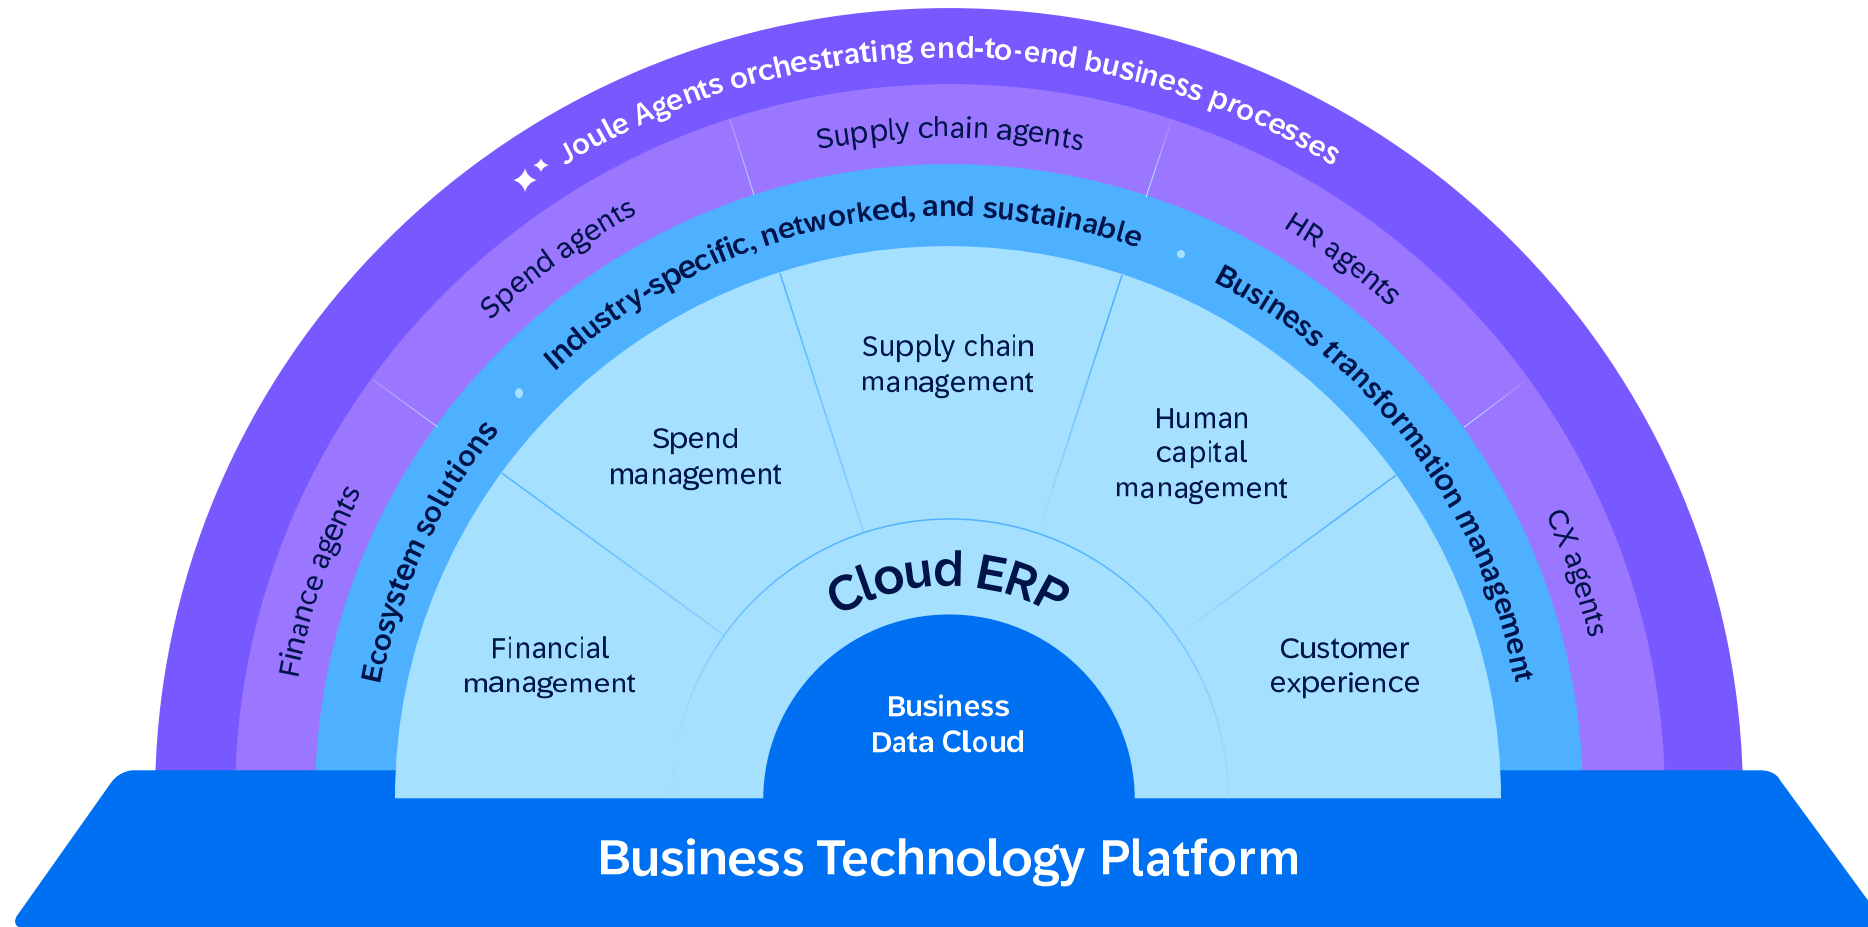 Joule Agents orchestrating end-to-end business processes
Finance agents
Spend agents
Supply chain agents
HR agents
CX agents
Ecosystem solutions • Industry-specific, networked, and sustainable • Business transformation management
Financial
management
Spend
management
Supply chain
management
Human
capital
management
Customer
experience
Cloud ERP
Business
Data Cloud
Business Technology Platform